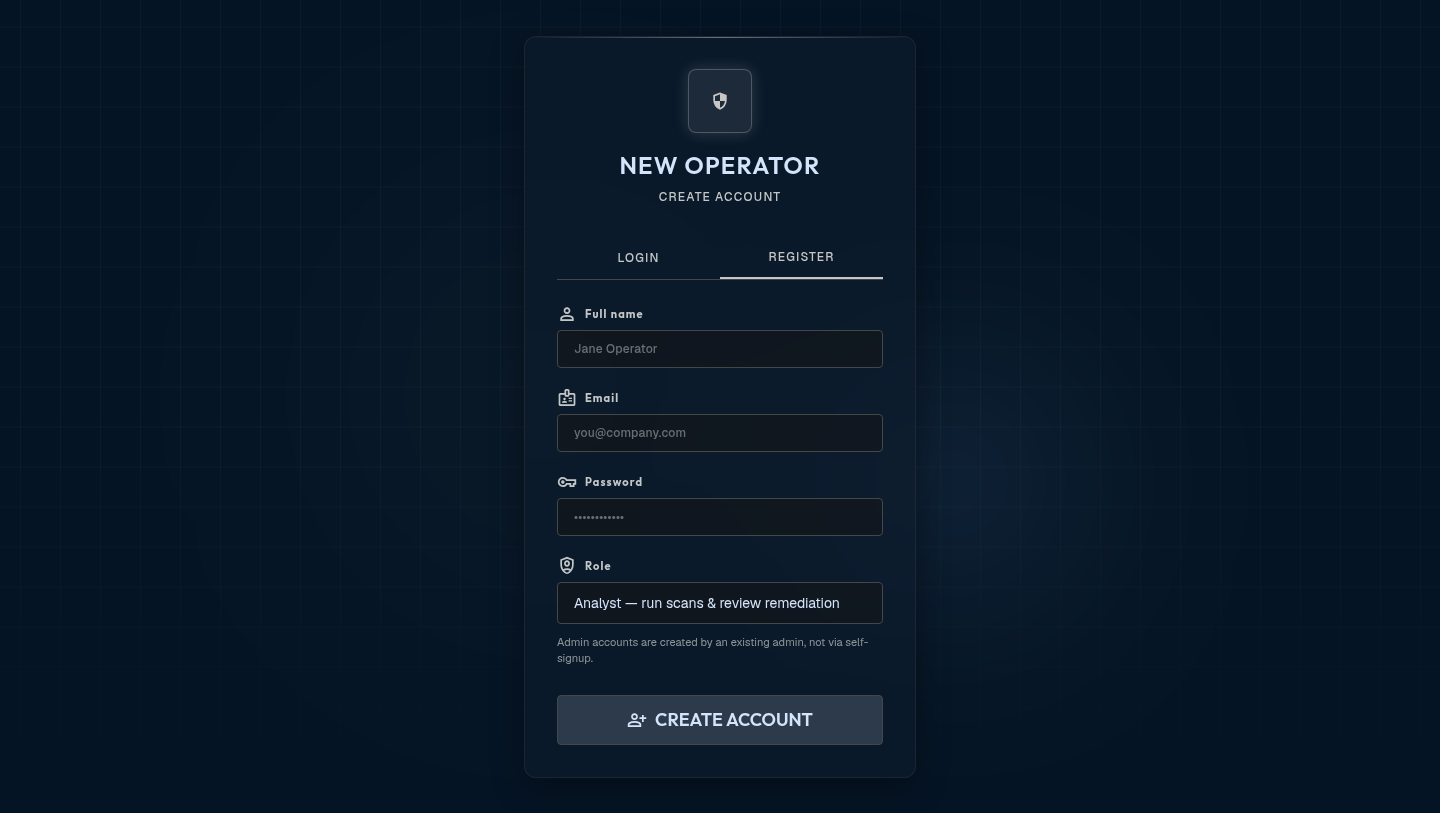 NEW OPERATOR
CREATE ACCOUNT
LOGIN
REGISTER
Full name
Jane Operator
Email
you@company.com
Password
••••••••••••
Role
Analyst — run scans & review remediation
Admin accounts are created by an existing admin, not via self-
signup.
CREATE ACCOUNT